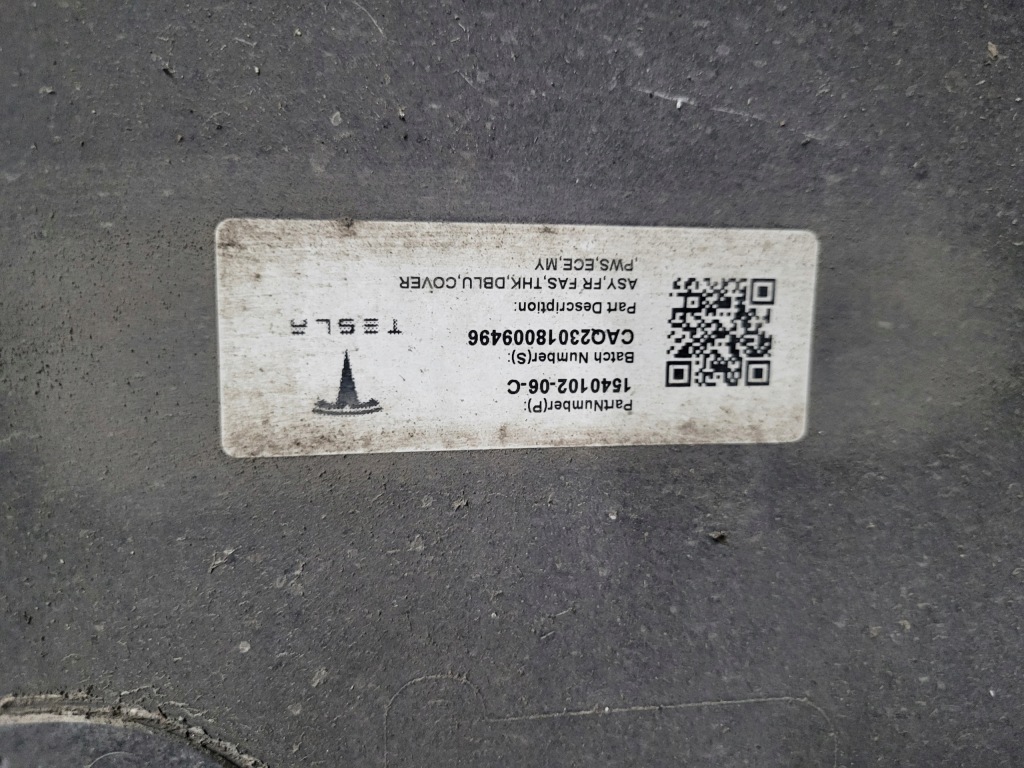 PartNumber(P):
1540102-06-C
Batch Number(S):
CAQ23018009496
Part Description:
ASY,FR FAS,THK,DBLU,COVER
,PWS,ECE,MY
TESLA